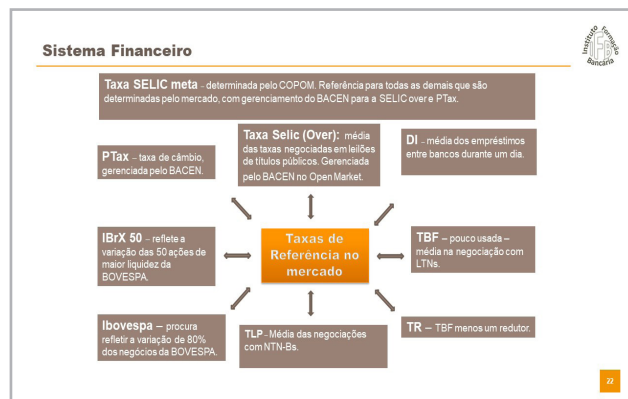 Sistema Financeiro
Instituto Formação
Bancária
IFB
Taxa SELIC meta - determinada pelo COPOM. Referência para todas as demais que são
determinadas pelo mercado, com gerenciamento do BACEN para a SELIC over e PTax.
PTax – taxa de câmbio,
gerenciada pelo BACEN.
Taxa Selic (Over): média
das taxas negociadas em leilões
de títulos públicos. Gerenciada
pelo BACEN no Open Market.
DI – média dos empréstimos
entre bancos durante um dia.
IBrX 50 - reflete a
variação das 50 ações de
maior liquidez da
BOVESPA.
Taxas de
Referência no
mercado
TBF – pouco usada –
média na negociação com
LTNs.
Ibovespa – procura
refletir a variação de 80%
dos negócios da BOVESPA.
TLP– Média das negociações
com NTN-Bs.
TR – TBF menos um redutor.
22